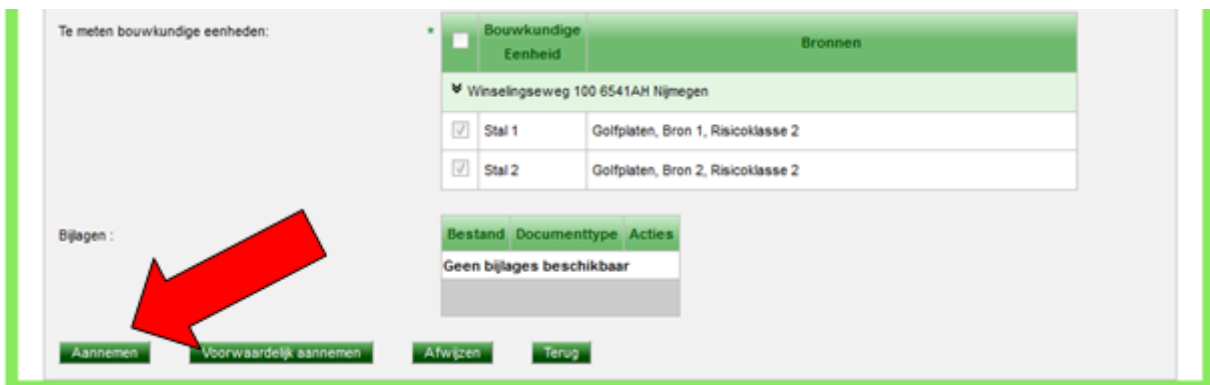 Te meten bouwkundige eenheden: * Bouwkundige Eenheid Bronnen
Winselingseweg 100 6541AH Nijmegen
Stal 1 Golfplaten, Bron 1, Risicoklasse 2
Stal 2 Golfplaten, Bron 2, Risicoklasse 2
Bijlagen : Bestand Documenttype Acties
Geen bijlages beschikbaar
Aannemen Voorwaardelijk aannemen Afwijzen Terug